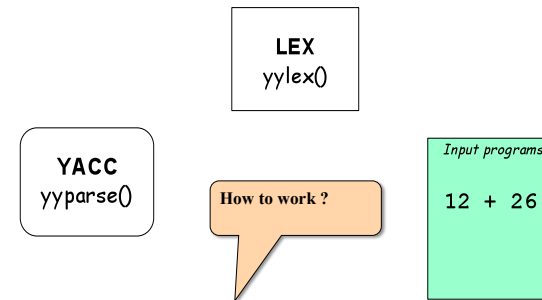 LEX
yylex()
YACC
yyparse()
How to work ?
Input programs
12 + 26